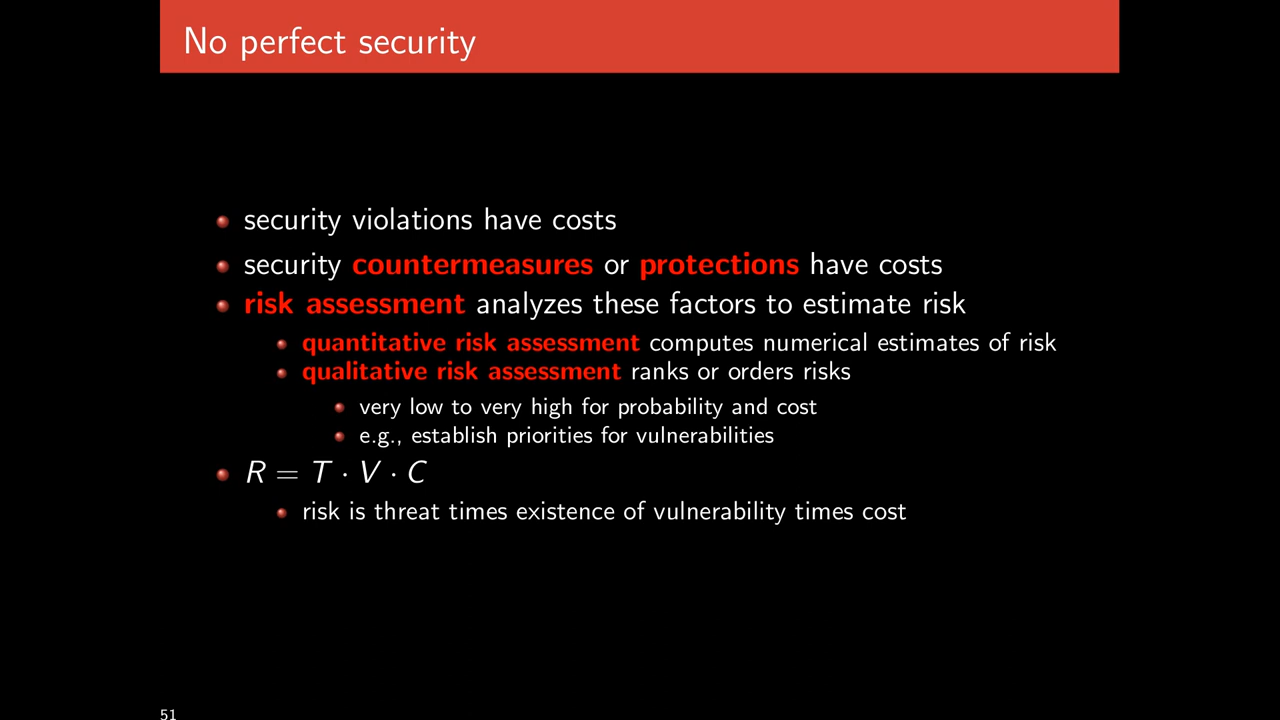 No perfect security
security violations have costs
security countermeasures or protections have costs
risk assessment analyzes these factors to estimate risk
quantitative risk assessment computes numerical estimates of risk
qualitative risk assessment ranks or orders risks
very low to very high for probability and cost
e.g., establish priorities for vulnerabilities
R = T · V · C
risk is threat times existence of vulnerability times cost
51